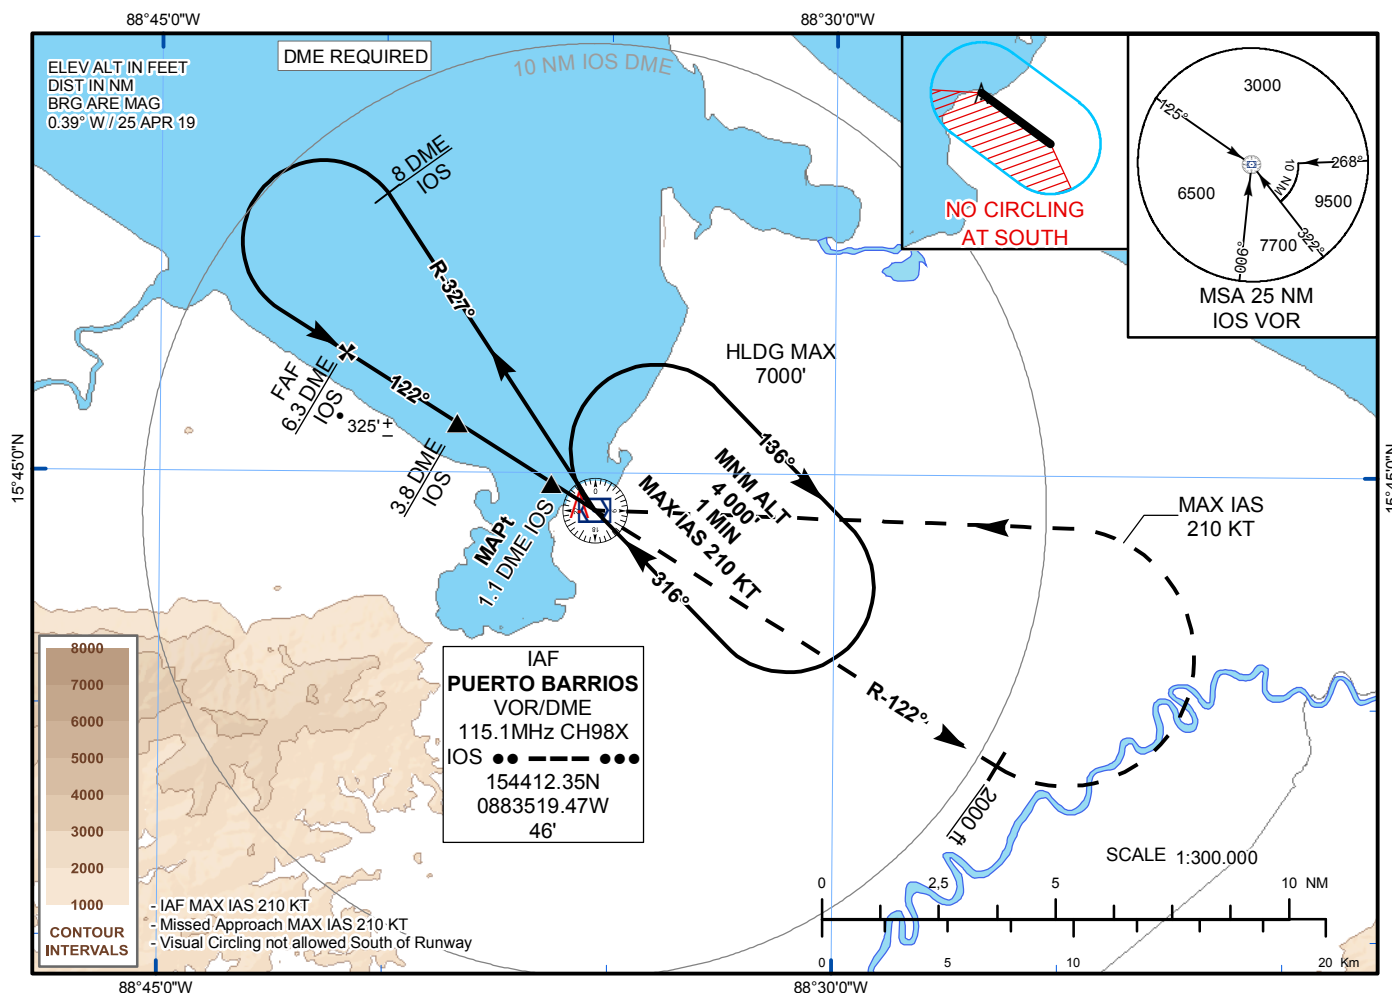 88°45'0"W
88°30'0"W
ELEV ALT IN FEET
DIST IN NM
BRG ARE MAG
0.39° W / 25 APR 19
DME REQUIRED
10 NM IOS DME
8 DME
IOS
NO CIRCLING
AT SOUTH
3000
125°
268°
10 NM
6500
9500
7700
322°
006°
MSA 25 NM
IOS VOR
R-327°
HLDG MAX
7000'
FAF
6.3 DME
IOS
122°
325' ±
3.8 DME
IOS
136°
MNM ALT
4 000'
1 MIN
MAX IAS 210 KT
316°
MAX IAS
210 KT
15°45'0"N
15°45'0"N
MAPt
1.1 DME IOS
0
18
R-122°
2000 ft
IAF
PUERTO BARRIOS
VOR/DME
115.1MHz CH98X
IOS
154412.35N
0883519.47W
46'
8000
7000
6000
5000
4000
3000
2000
1000
CONTOUR
INTERVALS
- IAF MAX IAS 210 KT
- Missed Approach MAX IAS 210 KT
- Visual Circling not allowed South of Runway
SCALE 1:300.000
0 2,5 5 10 NM
0 5 10 20 Km
88°45'0"W
88°30'0"W